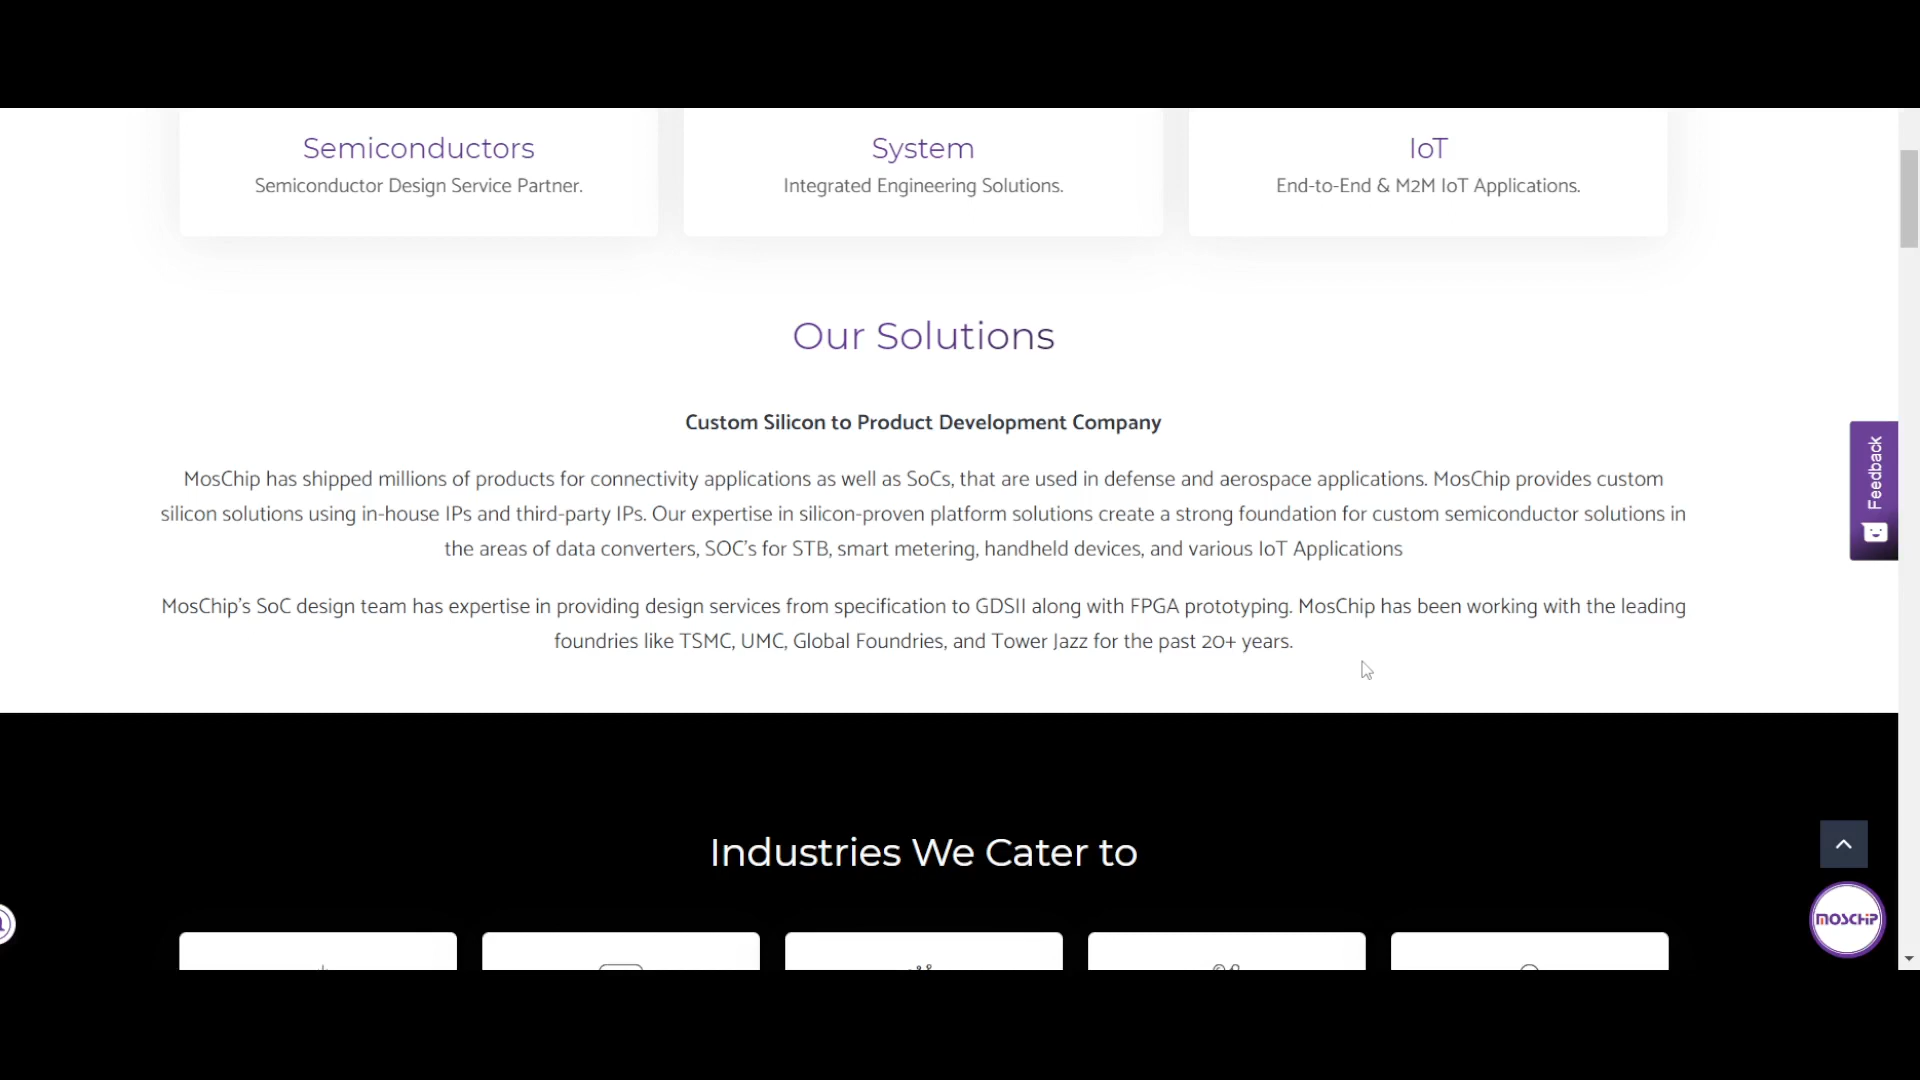 Semiconductors
Semiconductor Design Service Partner.
System
Integrated Engineering Solutions.
IoT
End-to-End & M2M IoT Applications.
Our Solutions
Custom Silicon to Product Development Company
MosChip has shipped millions of products for connectivity applications as well as SoCs, that are used in defense and aerospace applications. MosChip provides custom
silicon solutions using in-house IPs and third-party IPs. Our expertise in silicon-proven platform solutions create a strong foundation for custom semiconductor solutions in
the areas of data converters, SOC's for STB, smart metering, handheld devices, and various IoT Applications
MosChip's SoC design team has expertise in providing design services from specification to GDSII along with FPGA prototyping. MosChip has been working with the leading
foundries like TSMC, UMC, Global Foundries, and Tower Jazz for the past 20+ years.
Feedback
Industries We Cater to
MOSCHIP